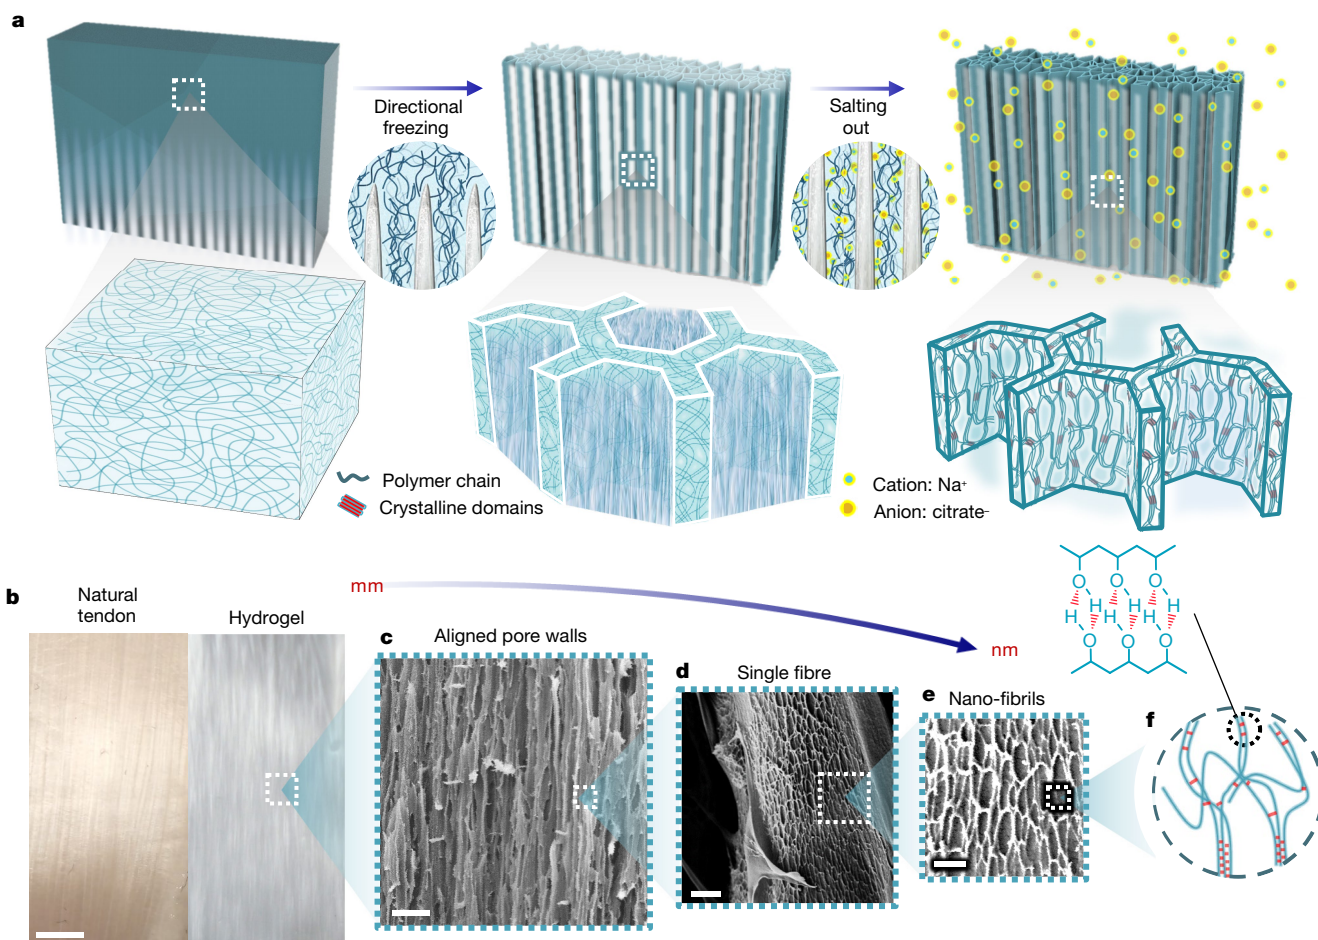 a
Directional
freezing
Salting
out
Polymer chain
Crystalline domains
Cation: Na⁺
Anion: citrate⁻
b
Natural
tendon
Hydrogel
mm
nm
c
Aligned pore walls
d
Single fibre
e
Nano-fibrils
f
O O O
H H H
H H H
O O O